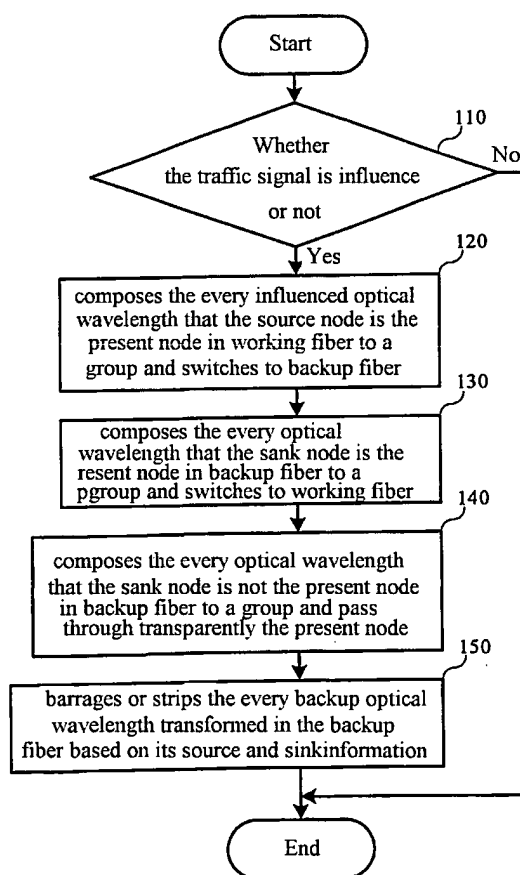 Start
110
Whether
the traffic signal is influence
or not
No
Yes
120
composes the every influenced optical
wavelength that the source node is the
present node in working fiber to a
group and switches to backup fiber
130
composes the every optical
wavelength that the sank node is the
resent node in backup fiber to a
pgroup and switches to working fiber
140
composes the every optical wavelength
that the sank node is not the present node
in backup fiber to a group and pass
through transparently the present node
150
barrages or strips the every backup optical
wavelength transformed in the backup
fiber based on its source and sinkinformation
End